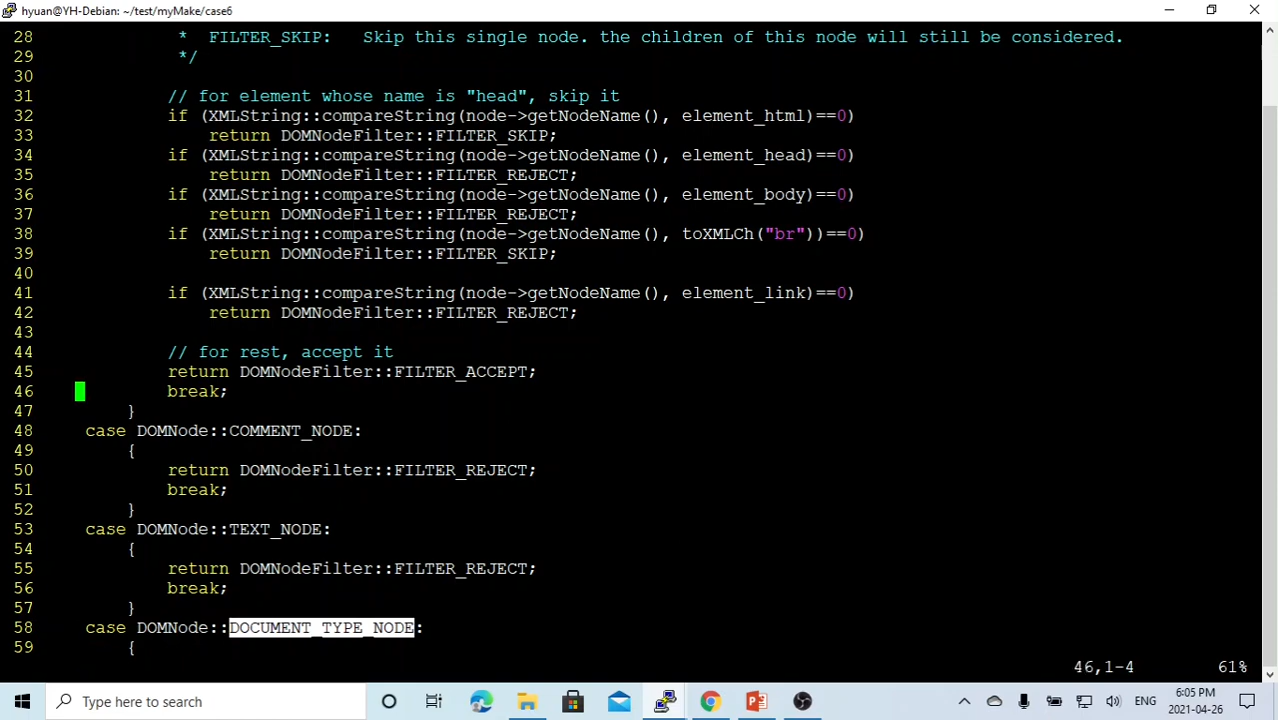 hyuan@YH-Debian: ~/test/myMake/case6
28 * FILTER_SKIP: Skip this single node. the children of this node will still be considered.
29 */
30
31 // for element whose name is "head", skip it
32 if (XMLString::compareString(node->getNodeName(), element_html)==0)
33 return DOMNodeFilter::FILTER_SKIP;
34 if (XMLString::compareString(node->getNodeName(), element_head)==0)
35 return DOMNodeFilter::FILTER_REJECT;
36 if (XMLString::compareString(node->getNodeName(), element_body)==0)
37 return DOMNodeFilter::FILTER_REJECT;
38 if (XMLString::compareString(node->getNodeName(), toXMLCh("br"))==0)
39 return DOMNodeFilter::FILTER_SKIP;
40
41 if (XMLString::compareString(node->getNodeName(), element_link)==0)
42 return DOMNodeFilter::FILTER_REJECT;
43
44 // for rest, accept it
45 return DOMNodeFilter::FILTER_ACCEPT;
46 break;
47 }
48 case DOMNode::COMMENT_NODE:
49 {
50 return DOMNodeFilter::FILTER_REJECT;
51 break;
52 }
53 case DOMNode::TEXT_NODE:
54 {
55 return DOMNodeFilter::FILTER_REJECT;
56 break;
57 }
58 case DOMNode::DOCUMENT_TYPE_NODE:
59 {
46,1-4 61%
Type here to search
ENG
6:05 PM
2021-04-26